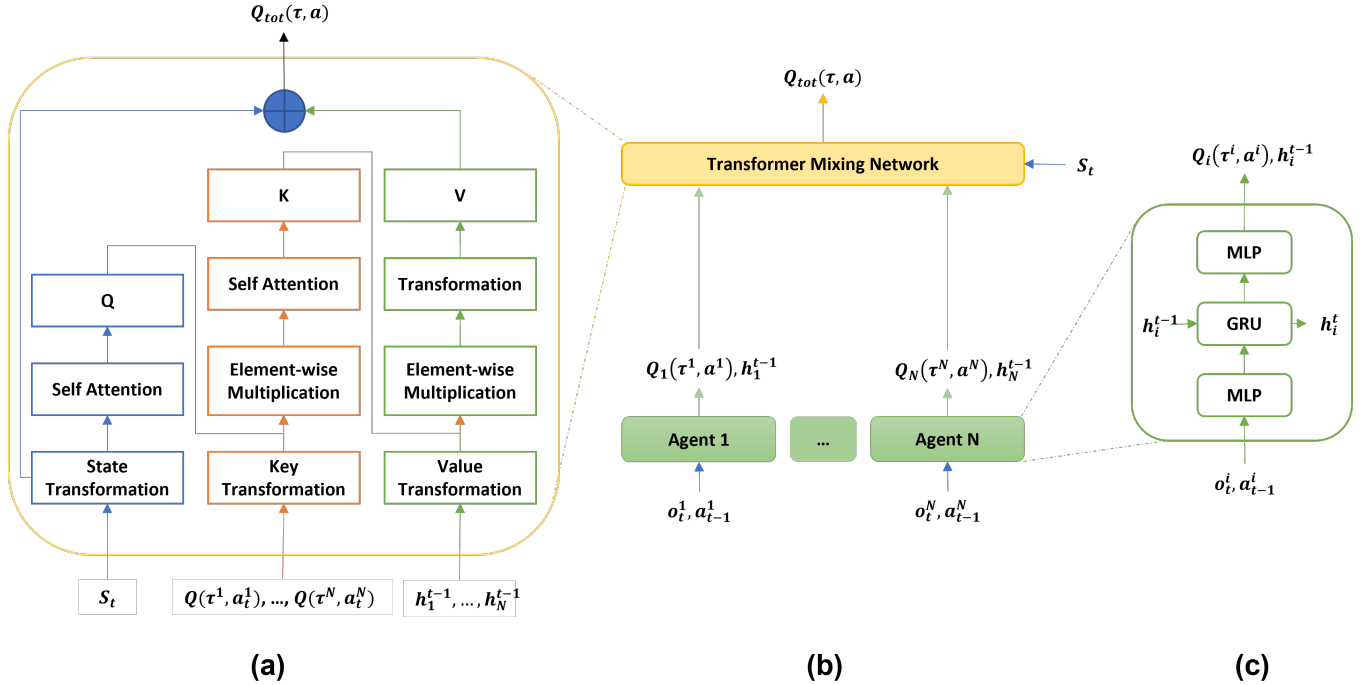 Q_tot(τ, a)
K
V
Q
Self Attention
Transformation
Self Attention
Element-wise
Multiplication
Element-wise
Multiplication
State
Transformation
Key
Transformation
Value
Transformation
S_t
Q(τ^1, a_t^1), ..., Q(τ^N, a_t^N)
h_1^{t-1}, ..., h_N^{t-1}
(a)
Q_tot(τ, a)
Transformer Mixing Network
S_t
Q_1(τ^1, a^1), h_1^{t-1}
Q_N(τ^N, a^N), h_N^{t-1}
Agent 1
...
Agent N
o_t^1, a_{t-1}^1
o_t^N, a_{t-1}^N
(b)
Q_i(τ^i, a^i), h_i^{t-1}
MLP
h_i^{t-1}
GRU
h_i^t
MLP
o_t^i, a_{t-1}^i
(c)